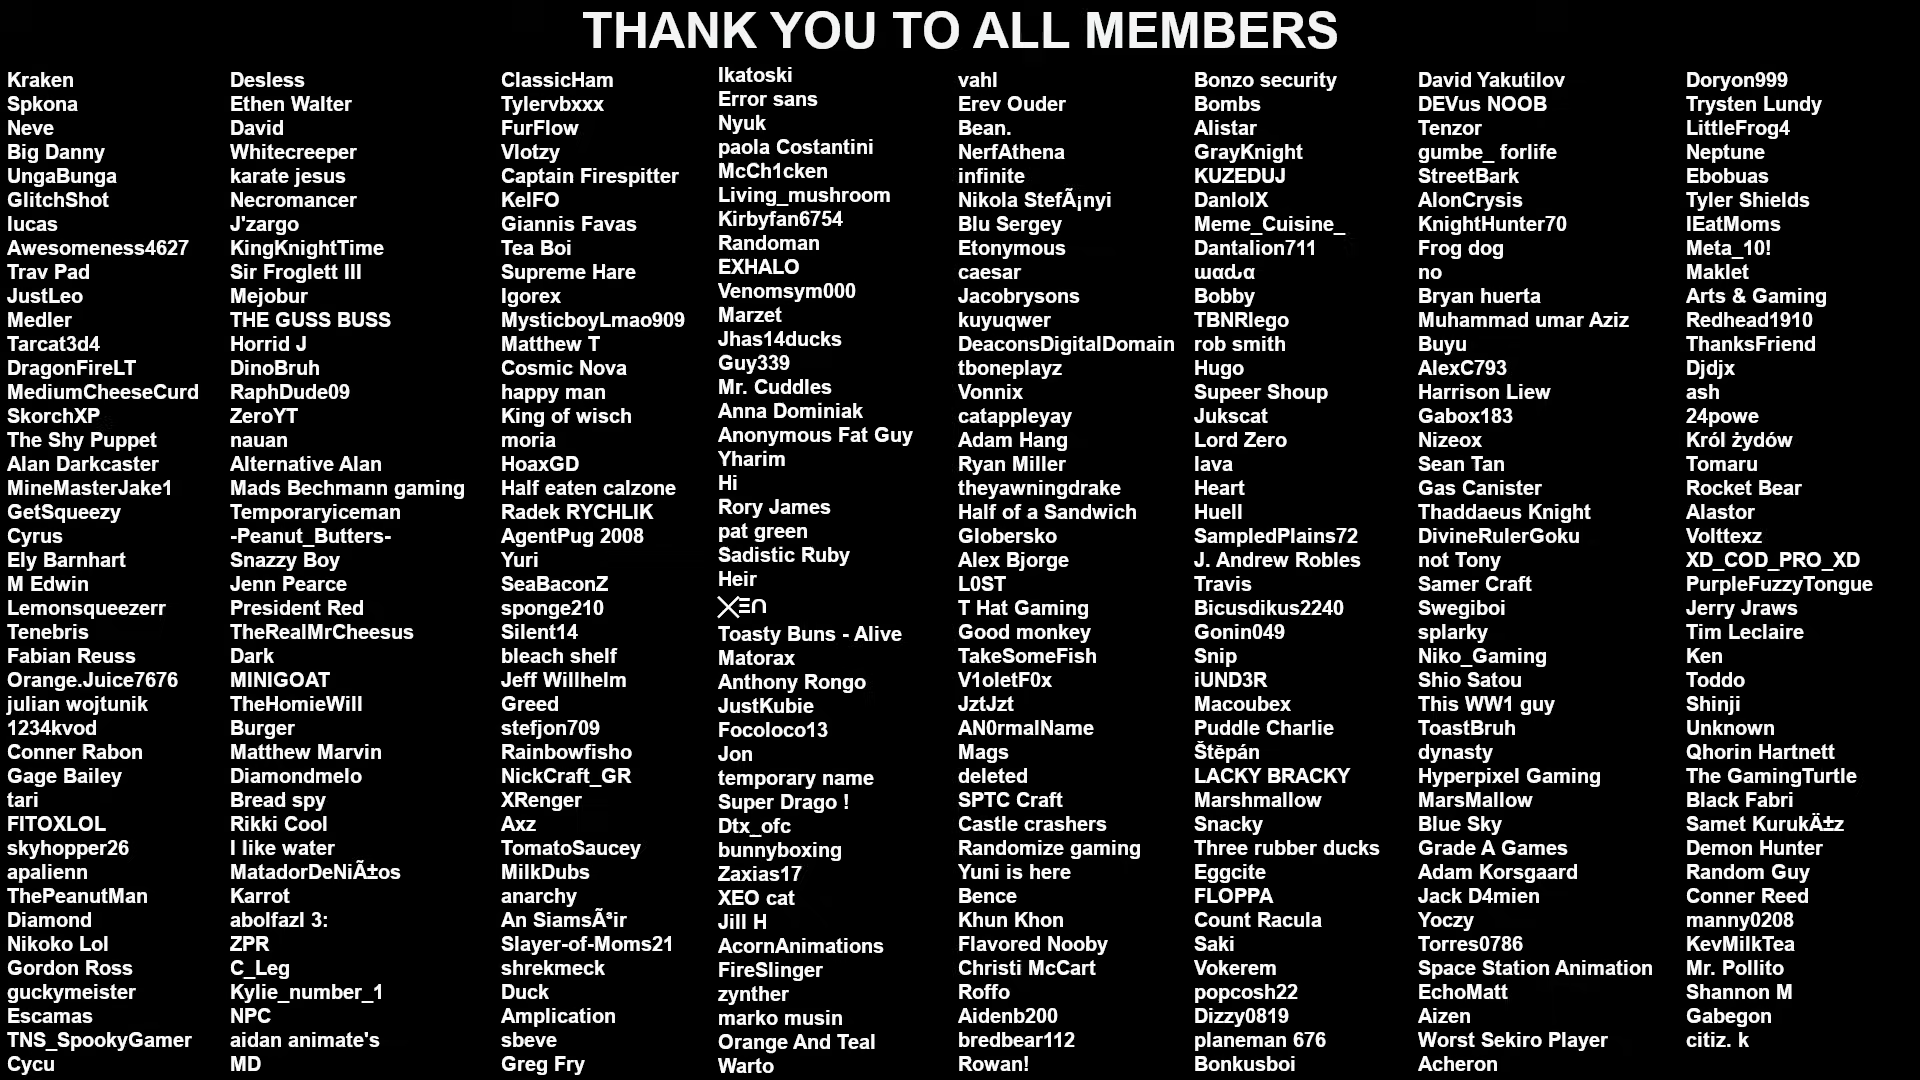 THANK YOU TO ALL MEMBERS
Kraken
Spkona
Neve
Big Danny
UngaBunga
GlitchShot
lucas
Awesomeness4627
Trav Pad
JustLeo
Medler
Tarcat3d4
DragonFireLT
MediumCheeseCurd
SkorchXP
The Shy Puppet
Alan Darkcaster
MineMasterJake1
GetSqueezy
Cyrus
Ely Barnhart
M Edwin
Lemonsqueezerr
Tenebris
Fabian Reuss
Orange.Juice7676
julian wojtunik
1234kvod
Conner Rabon
Gage Bailey
tari
FITOXLOL
skyhopper26
apalienn
ThePeanutMan
Diamond
Nikoko Lol
Gordon Ross
guckymeister
Escamas
TNS_SpookyGamer
Cycu
Desless
Ethen Walter
David
Whitecreeper
karate jesus
Necromancer
J'zargo
KingKnightTime
Sir Froglett III
Mejobur
THE GUSS BUSS
Horrid J
DinoBruh
RaphDude09
ZeroYT
nauan
Alternative Alan
Mads Bechmann gaming
Temporaryiceman
-Peanut_Butters-
Snazzy Boy
Jenn Pearce
President Red
TheRealMrCheesus
Dark
MINIGOAT
TheHomieWill
Burger
Matthew Marvin
Diamondmelo
Bread spy
Rikki Cool
I like water
MatadorDeNiÃ±os
Karrot
abolfazl 3:
ZPR
C_Leg
Kylie_number_1
NPC
aidan animate's
MD
ClassicHam
Tylervbxxx
FurFlow
Vlotzy
Captain Firespitter
KelFO
Giannis Favas
Tea Boi
Supreme Hare
Igorex
MysticboyLmao909
Matthew T
Cosmic Nova
happy man
King of wisch
moria
HoaxGD
Half eaten calzone
Radek RYCHLIK
AgentPug 2008
Yuri
SeaBaconZ
sponge210
Silent14
bleach shelf
Jeff Willhelm
Greed
stefjon709
Rainbowfisho
NickCraft_GR
XRenger
Axz
TomatoSaucey
MilkDubs
anarchy
An SiamsÃ³ir
Slayer-of-Moms21
shrekmeck
Duck
Amplication
sbeve
Greg Fry
Ikatoski
Error sans
Nyuk
paola Costantini
McCh1cken
Living_mushroom
Kirbyfan6754
Randoman
EXHALO
Venomsym000
Marzet
Jhas14ducks
Guy339
Mr. Cuddles
Anna Dominiak
Anonymous Fat Guy
Yharim
Hi
Rory James
pat green
Sadistic Ruby
Heir
Toasty Buns - Alive
Matorax
Anthony Rongo
JustKubie
Focoloco13
Jon
temporary name
Super Drago !
Dtx_ofc
bunnyboxing
Zaxias17
XEO cat
Jill H
AcornAnimations
FireSlinger
zynther
marko musin
Orange And Teal
Warto
vahl
Erev Ouder
Bean.
NerfAthena
infinite
Nikola StefÃ¡nyi
Blu Sergey
Etonymous
caesar
Jacobrysons
kuyuqwer
DeaconsDigitalDomain
tboneplayz
Vonnix
catappleyay
Adam Hang
Ryan Miller
theyawningdrake
Half of a Sandwich
Globersko
Alex Bjorge
L0ST
T Hat Gaming
Good monkey
TakeSomeFish
V1oletF0x
JztJzt
AN0rmalName
Mags
deleted
SPTC Craft
Castle crashers
Randomize gaming
Yuni is here
Bence
Khun Khon
Flavored Nooby
Christi McCart
Roffo
Aidenb200
bredbear112
Rowan!
Bonzo security
Bombs
Alistar
GrayKnight
KUZEDUJ
DanlolX
Meme_Cuisine_
Dantalion711
ɯαԃα
Bobby
TBNRlego
rob smith
Hugo
Supeer Shoup
Jukscat
Lord Zero
lava
Heart
Huell
SampledPlains72
J. Andrew Robles
Travis
Bicusdikus2240
Gonin049
Snip
iUND3R
Macoubex
Puddle Charlie
Štěpán
LACKY BRACKY
Marshmallow
Snacky
Three rubber ducks
Eggcite
FLOPPA
Count Racula
Saki
Vokerem
popcosh22
Dizzy0819
planeman 676
Bonkusboi
David Yakutilov
DEVus NOOB
Tenzor
gumbe_ forlife
StreetBark
AlonCrysis
KnightHunter70
Frog dog
no
Bryan huerta
Muhammad umar Aziz
Buyu
AlexC793
Harrison Liew
Gabox183
Nizeox
Sean Tan
Gas Canister
Thaddaeus Knight
DivineRulerGoku
not Tony
Samer Craft
Swegiboi
splarky
Niko_Gaming
Shio Satou
This WW1 guy
ToastBruh
dynasty
Hyperpixel Gaming
MarsMallow
Blue Sky
Grade A Games
Adam Korsgaard
Jack D4mien
Yoczy
Torres0786
Space Station Animation
EchoMatt
Aizen
Worst Sekiro Player
Acheron
Doryon999
Trysten Lundy
LittleFrog4
Neptune
Ebobuas
Tyler Shields
IEatMoms
Meta_10!
Maklet
Arts & Gaming
Redhead1910
ThanksFriend
Djdjx
ash
24powe
Król żydów
Tomaru
Rocket Bear
Alastor
Volttexz
XD_COD_PRO_XD
PurpleFuzzyTongue
Jerry Jraws
Tim Leclaire
Ken
Toddo
Shinji
Unknown
Qhorin Hartnett
The GamingTurtle
Black Fabri
Samet KurukÄ±z
Demon Hunter
Random Guy
Conner Reed
manny0208
KevMilkTea
Mr. Pollito
Shannon M
Gabegon
citiz. k